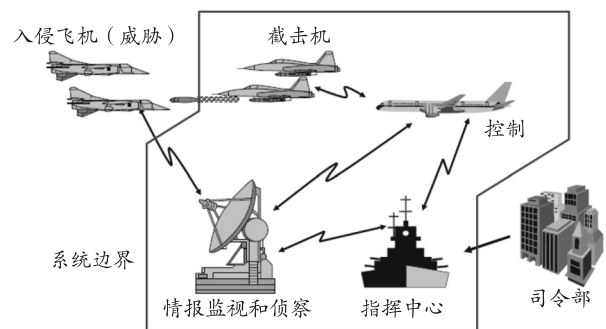 入侵飞机（威胁）
截击机
控制
系统边界
情报监视和侦察
指挥中心
司令部